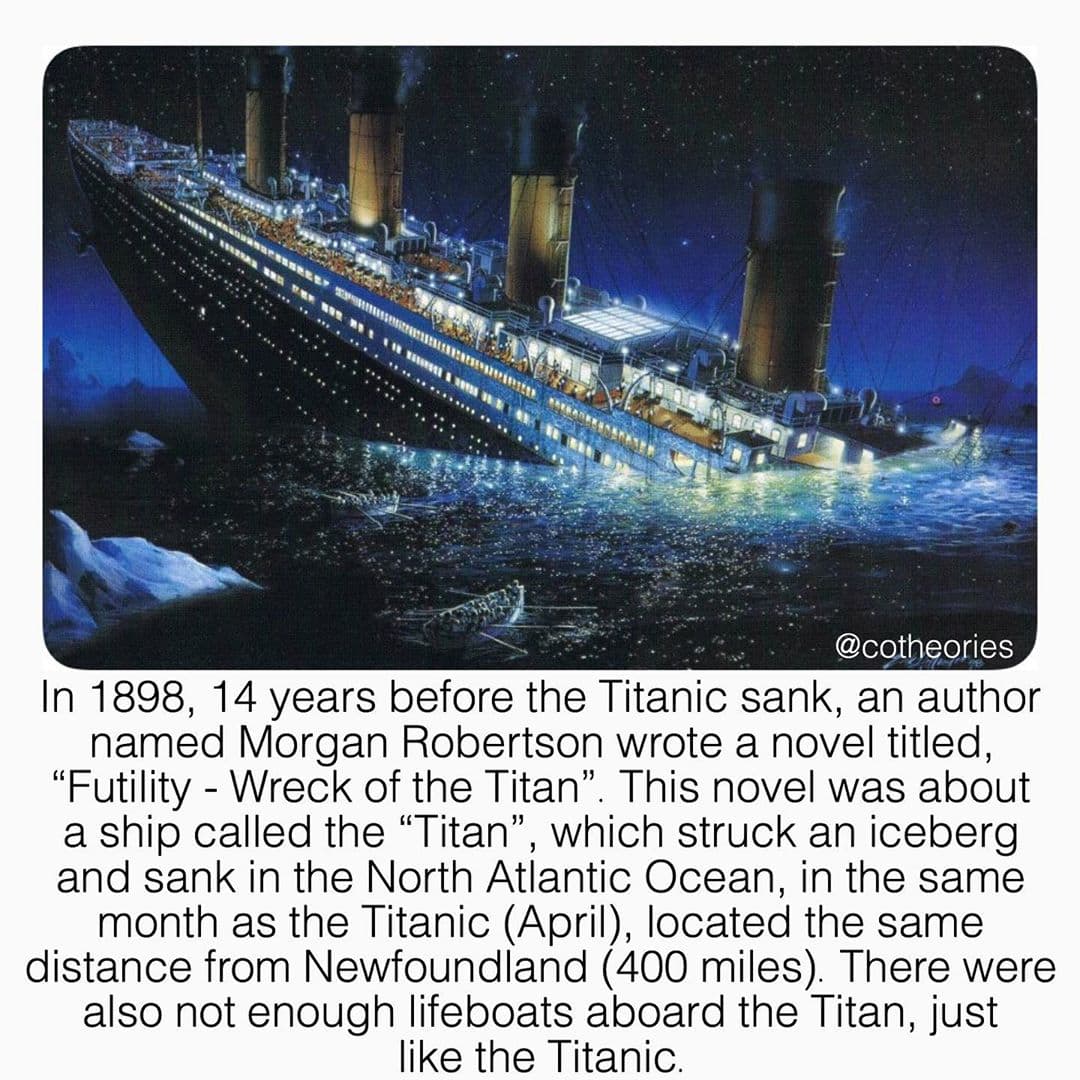 @cotheories
In 1898, 14 years before the Titanic sank, an author
named Morgan Robertson wrote a novel titled,
“Futility - Wreck of the Titan”. This novel was about
a ship called the “Titan”, which struck an iceberg
and sank in the North Atlantic Ocean, in the same
month as the Titanic (April), located the same
distance from Newfoundland (400 miles). There were
also not enough lifeboats aboard the Titan, just
like the Titanic.